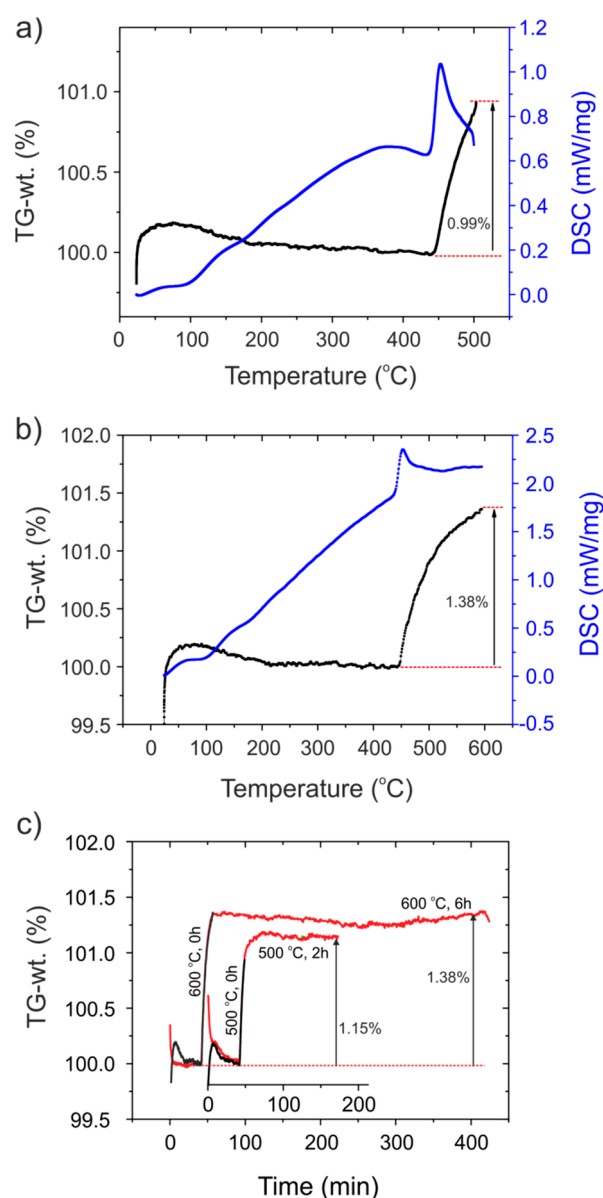 a)
TG-wt. (%)
101.0
100.5
100.0
1.2
1.0
0.8
0.6
0.4
0.2
0.0
DSC (mW/mg)
0.99%
0 100 200 300 400 500
Temperature (°C)
b)
TG-wt. (%)
102.0
101.5
101.0
100.5
100.0
99.5
2.5
2.0
1.5
1.0
0.5
0.0
-0.5
DSC (mW/mg)
1.38%
0 100 200 300 400 500 600
Temperature (°C)
c)
TG-wt. (%)
102.0
101.5
101.0
100.5
100.0
99.5
600 °C, 0h
500 °C, 0h
600 °C, 6h
500 °C, 2h
1.38%
1.15%
0 100 200
0 100 200 300 400
Time (min)